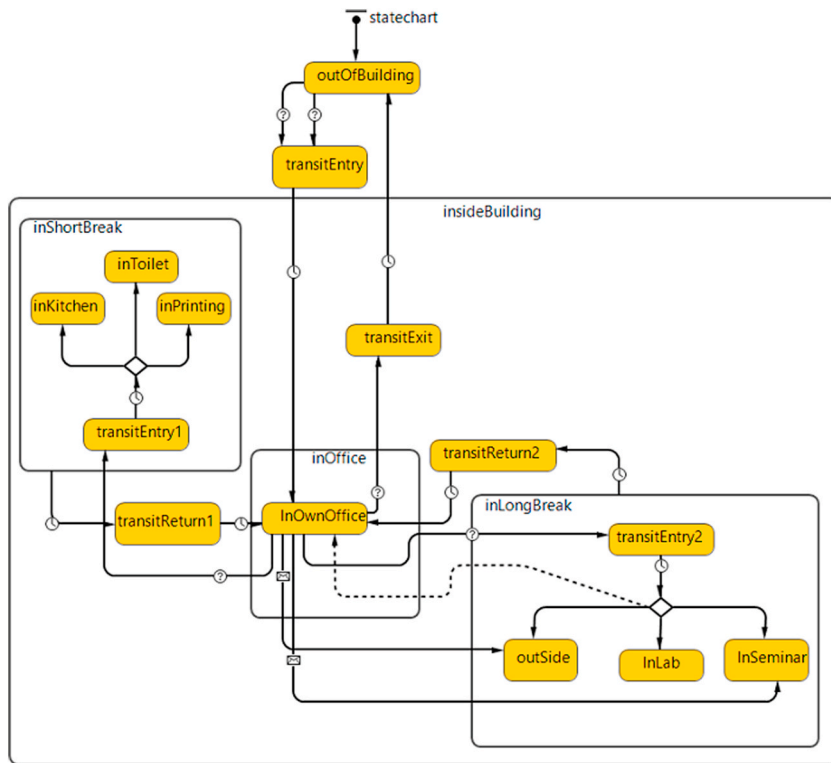 statechart
outOfBuilding
?
?
transitEntry
insideBuilding
inShortBreak
inToilet
inKitchen
inPrinting
transitExit
transitEntry1
inOffice
transitReturn2
?
InOwnOffice
transitReturn1
inLongBreak
?
transitEntry2
?
outSide
InLab
InSeminar